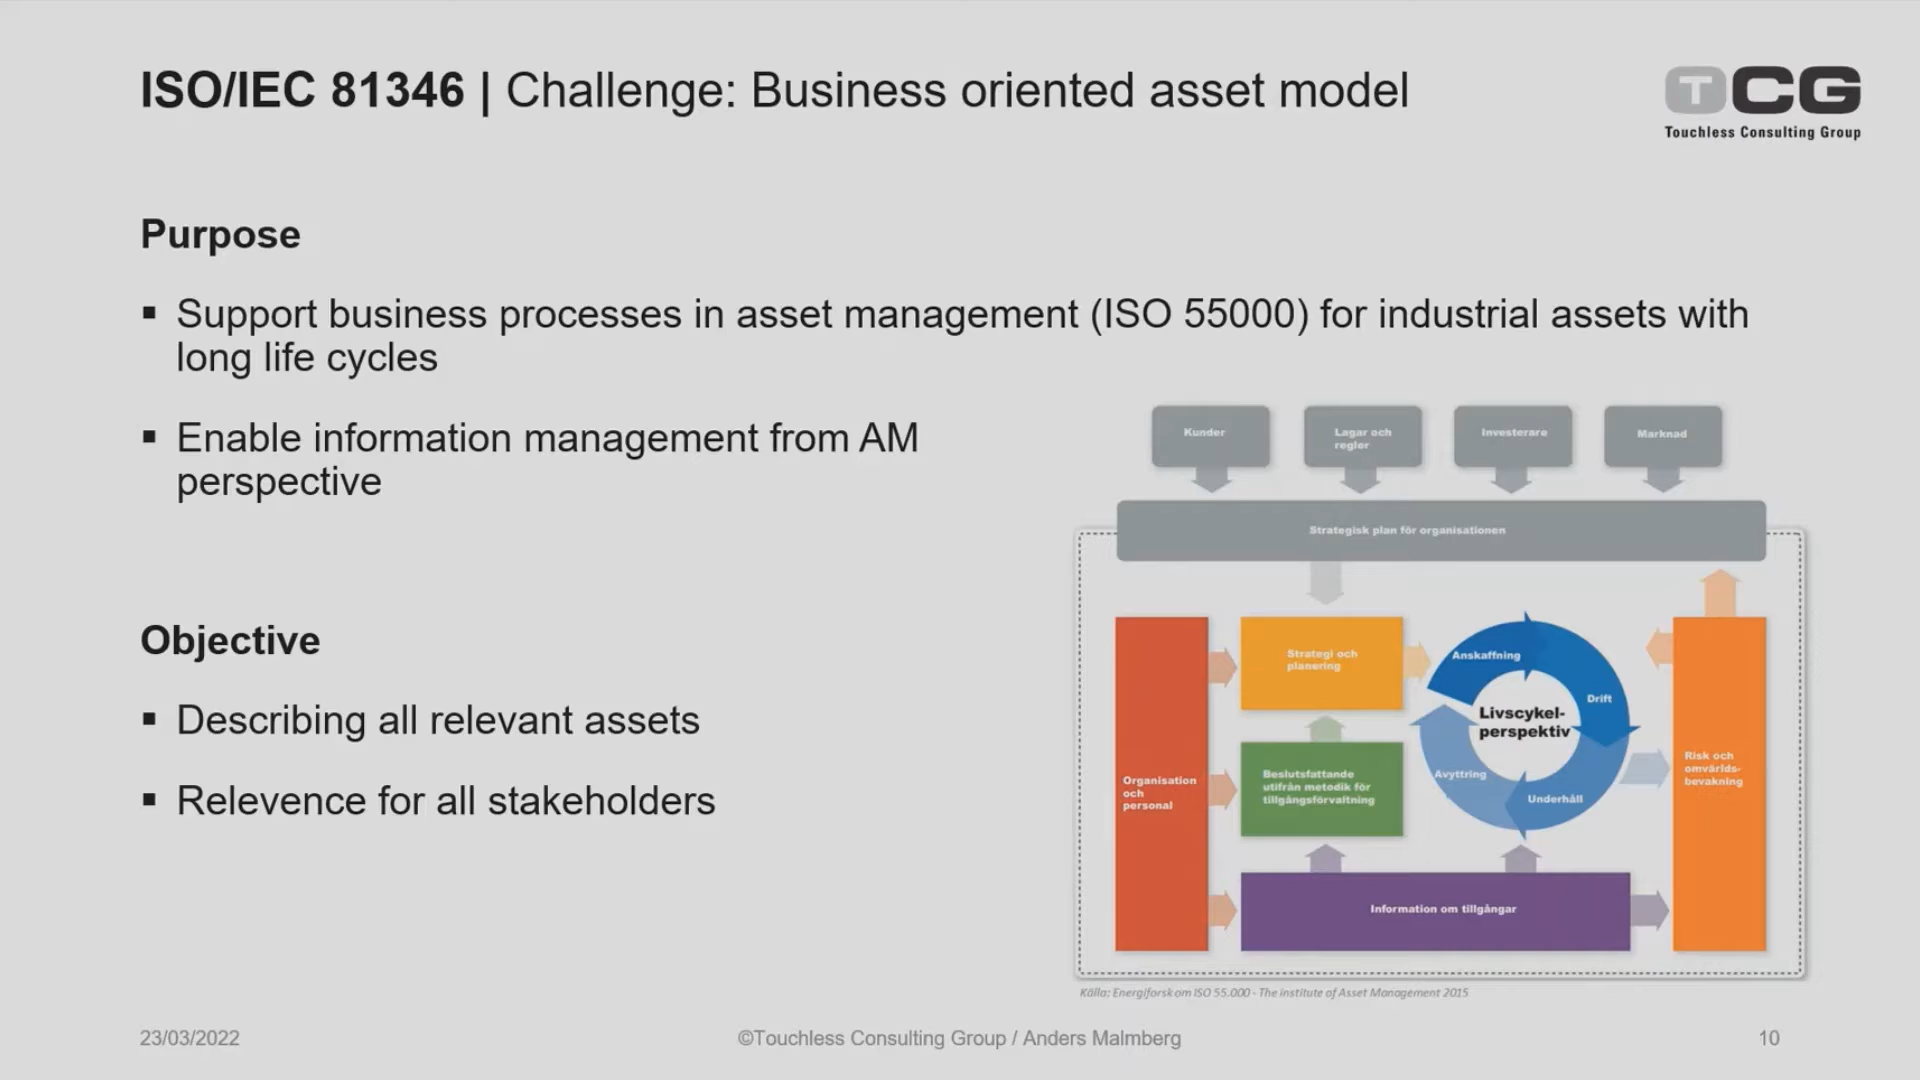 ISO/IEC 81346 | Challenge: Business oriented asset model
TCG
Touchless Consulting Group
Purpose
▪ Support business processes in asset management (ISO 55000) for industrial assets with
long life cycles
▪ Enable information management from AM
perspective
Objective
▪ Describing all relevant assets
▪ Relevence for all stakeholders
Kunder
Lagar och
regler
Investerare
Marknad
Strategisk plan för organisationen
Organisation
och
personal
Strategi och
planering
Beslutsfattande
utifrån metodik för
tillgångsförvaltning
Anskaffning
Drift
Livscykel-
perspektiv
Avyttring
Underhåll
Risk och
omvärlds-
bevakning
Information om tillgångar
Källa: Energiforsk om ISO 55.000 - The institute of Asset Management 2015
23/03/2022
©Touchless Consulting Group / Anders Malmberg
10